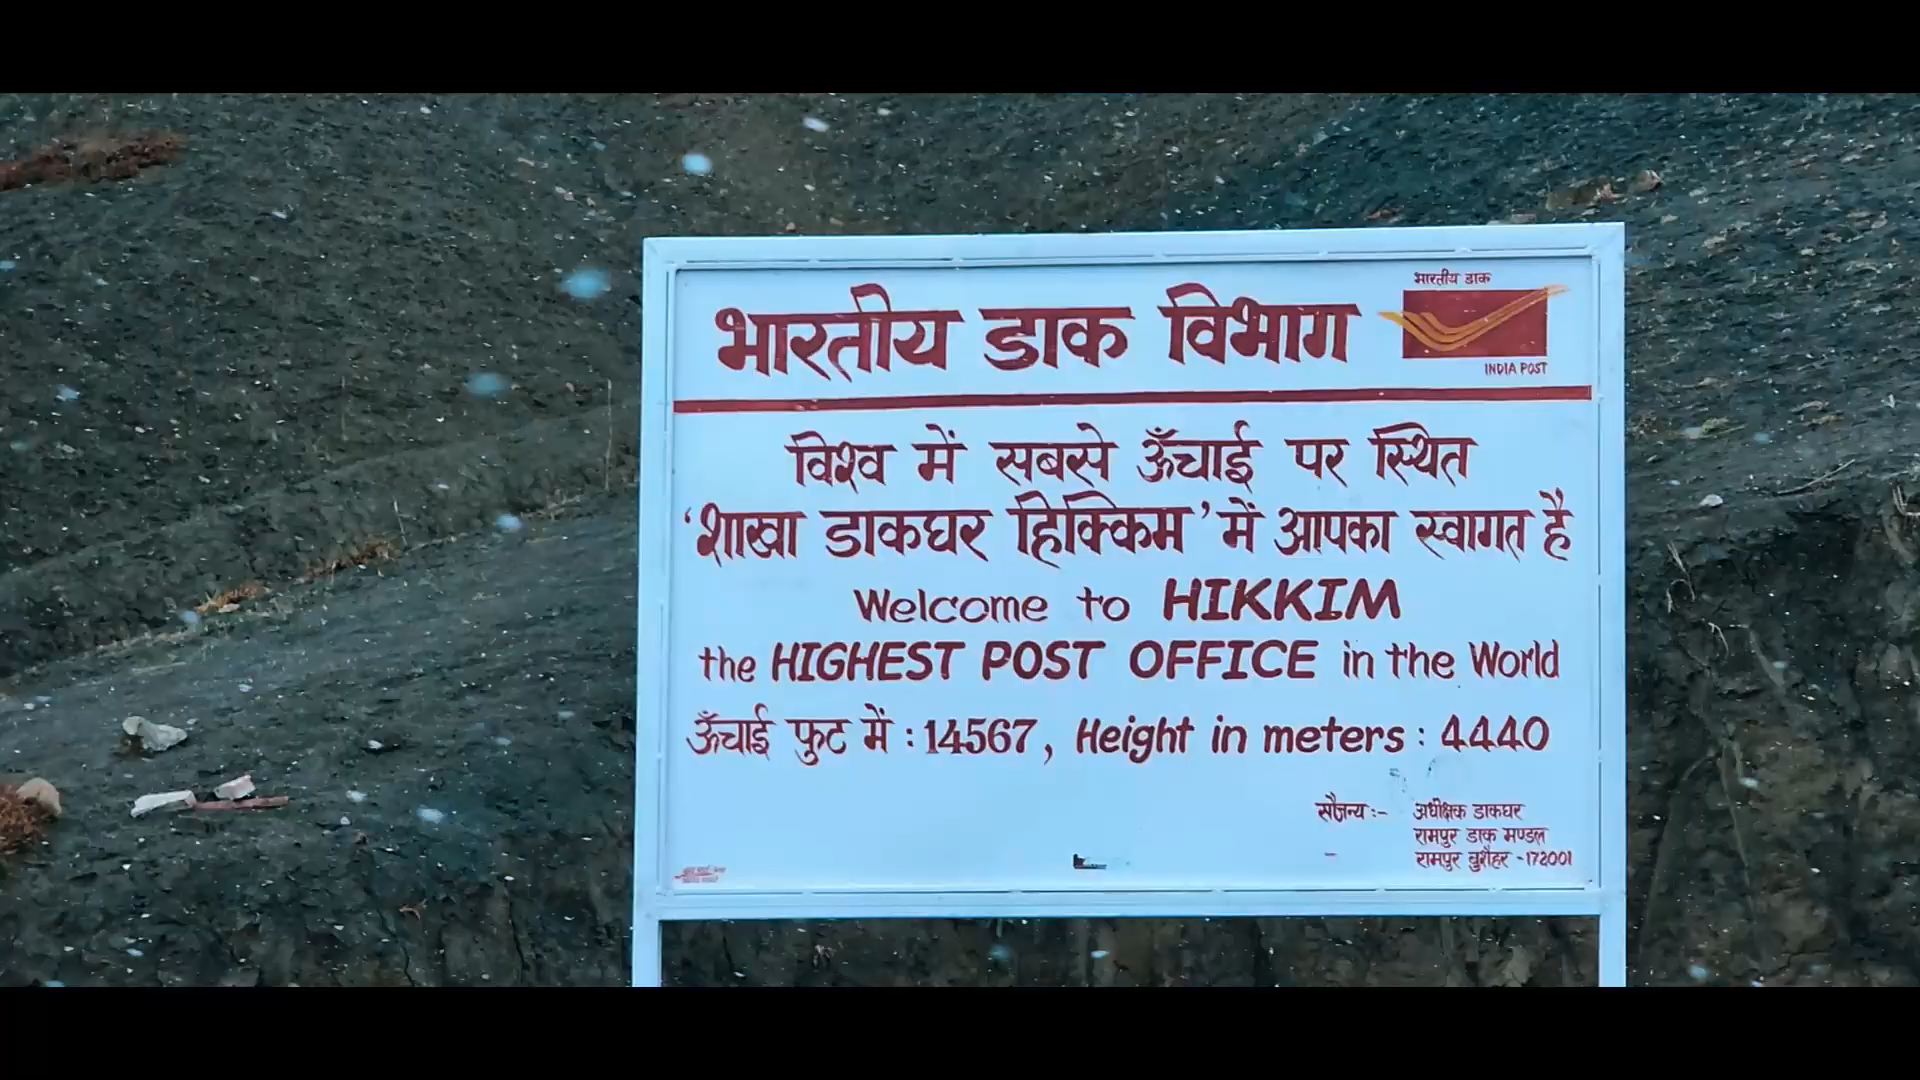 भारतीय डाक
भारतीय डाक विभाग
INDIA POST
विश्व में सबसे ऊँचाई पर स्थित
‘शाखा डाकघर हिक्किम’ में आपका स्वागत है
Welcome to HIKKIM
the HIGHEST POST OFFICE in the World
ऊँचाई फुट में : 14567, Height in meters : 4440
सौजन्य :- अधीक्षक डाकघर
रामपुर डाक मण्डल
रामपुर बुशैहर -172001